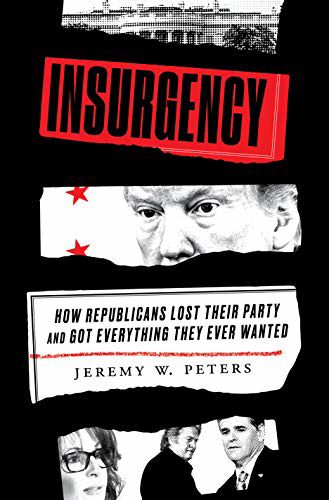 INSURGENCY
HOW REPUBLICANS LOST THEIR PARTY
AND GOT EVERYTHING THEY EVER WANTED
JEREMY W. PETERS